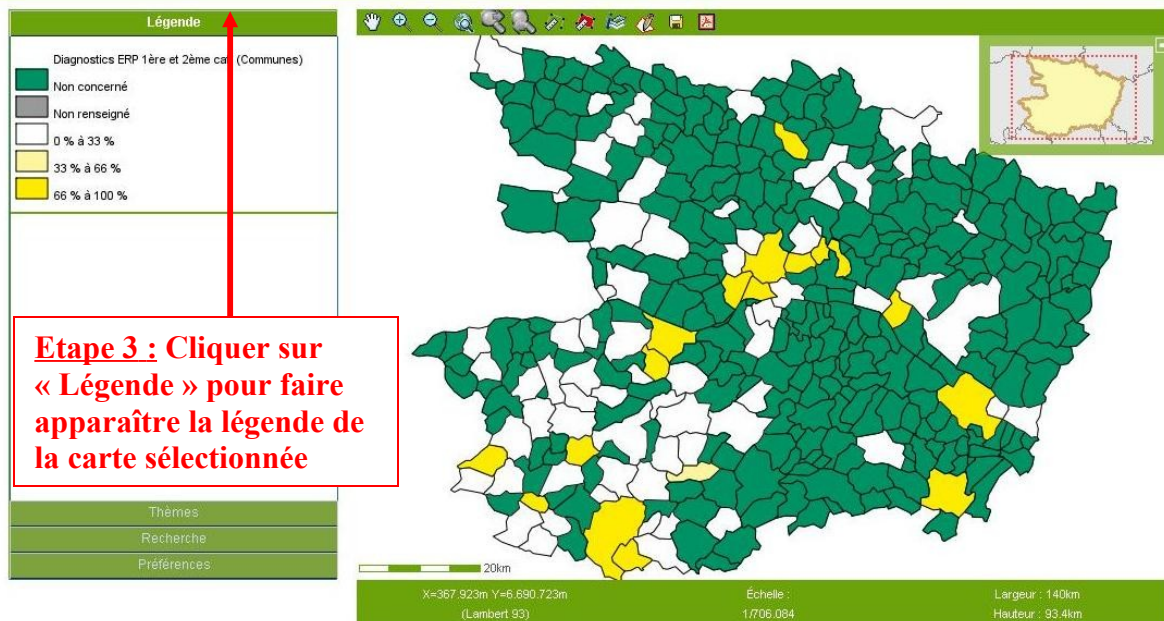 Légende
Diagnostics ERP 1ère et 2ème cat (Communes)
Non concerné
Non renseigné
0 % à 33 %
33 % à 66 %
66 % à 100 %
Etape 3 : Cliquer sur
« Légende » pour faire
apparaître la légende de
la carte sélectionnée
Thèmes
Recherche
Préférences
20km
X=367.923m Y=6.690.723m
(Lambert 93)
Échelle :
1/706.084
Largeur : 140km
Hauteur : 93.4km